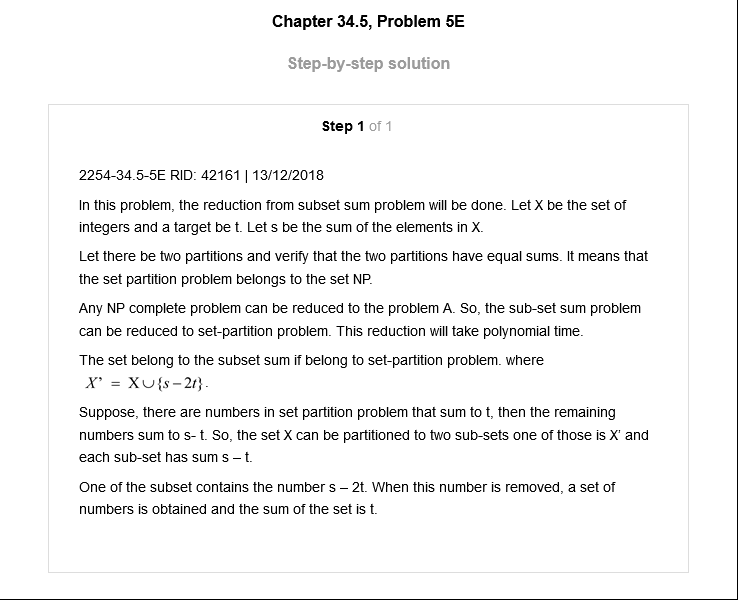 Chapter 34.5, Problem 5E
Step-by-step solution
Step 1 of 1
2254-34.5-5E RID: 42161 | 13/12/2018
In this problem, the reduction from subset sum problem will be done. Let X be the set of
integers and a target be t. Let s be the sum of the elements in X.
Let there be two partitions and verify that the two partitions have equal sums. It means that
the set partition problem belongs to the set NP.
Any NP complete problem can be reduced to the problem A. So, the sub-set sum problem
can be reduced to set-partition problem. This reduction will take polynomial time.
The set belong to the subset sum if belong to set-partition problem. where
X’ = X∪{s−2t}.
Suppose, there are numbers in set partition problem that sum to t, then the remaining
numbers sum to s- t. So, the set X can be partitioned to two sub-sets one of those is X’ and
each sub-set has sum s – t.
One of the subset contains the number s – 2t. When this number is removed, a set of
numbers is obtained and the sum of the set is t.